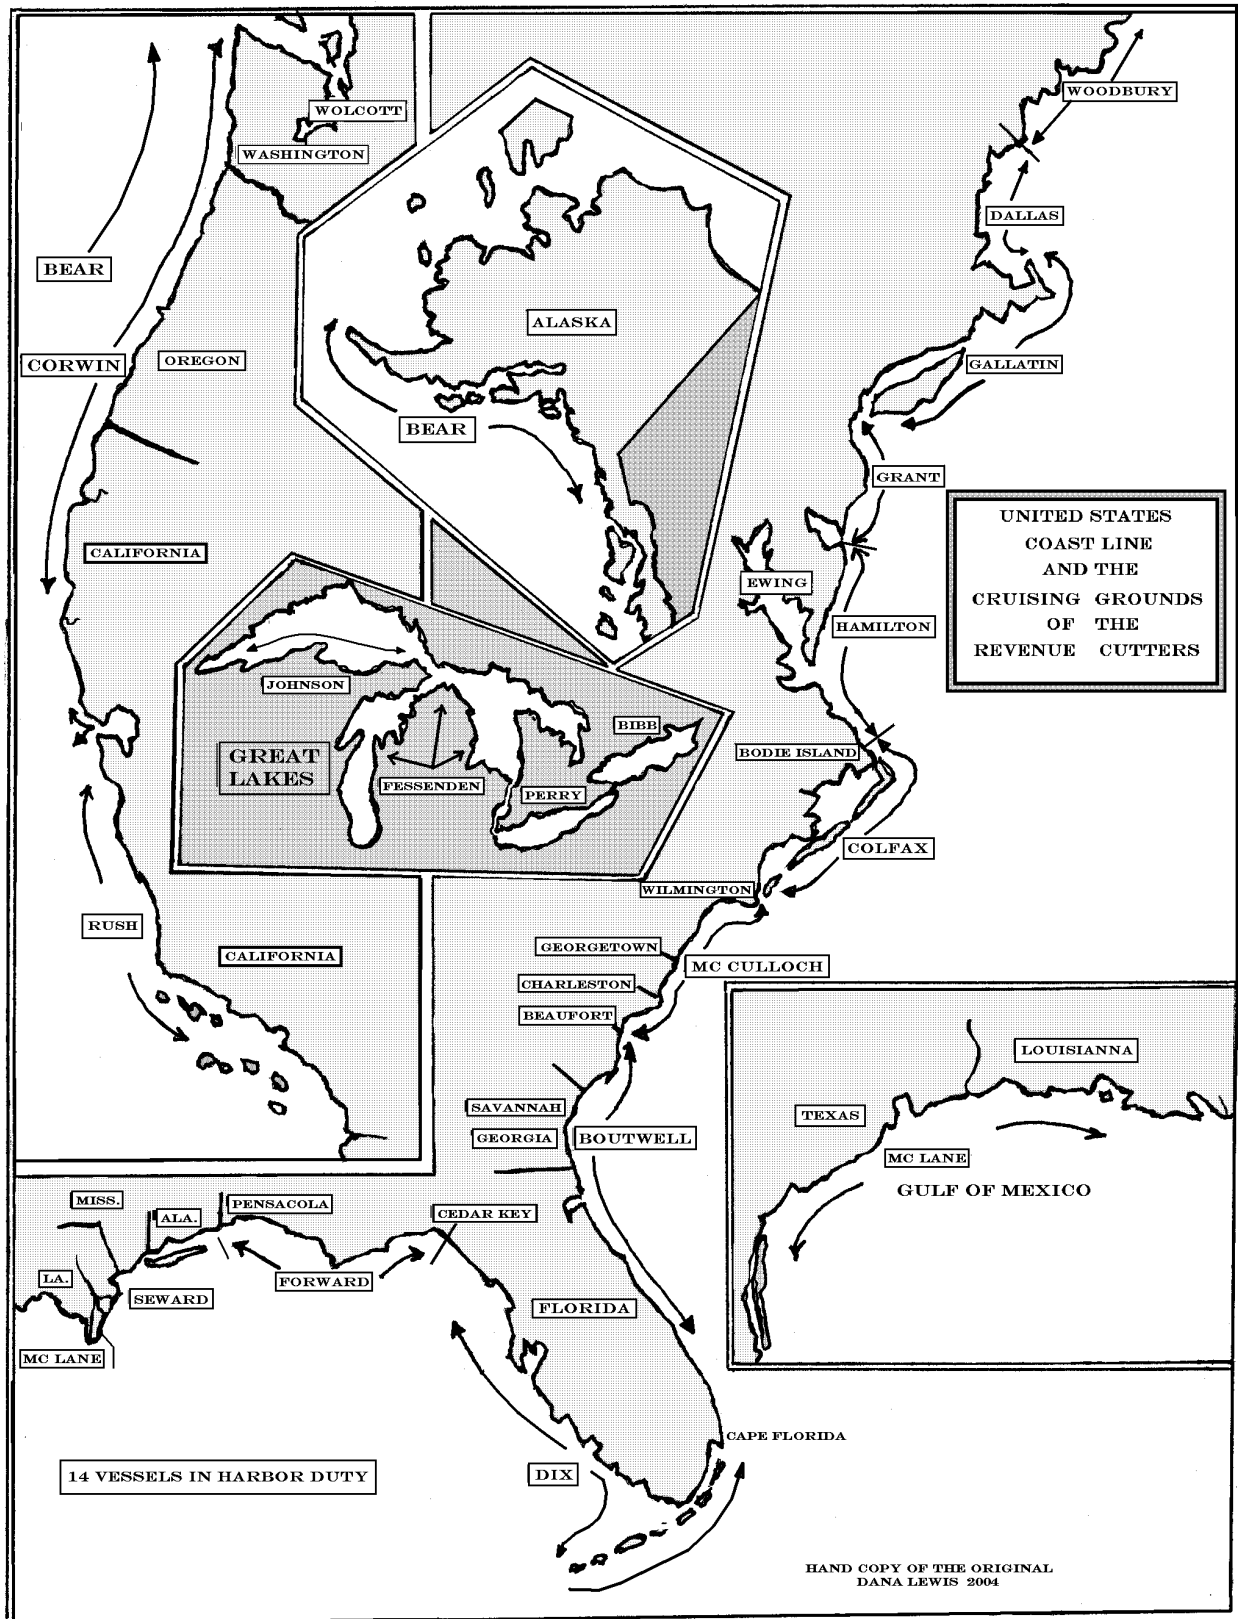 WOLCOTT
WASHINGTON
BEAR
CORWIN
OREGON
CALIFORNIA
ALASKA
BEAR
WOODBURY
DALLAS
GALLATIN
GRANT
EWING
HAMILTON
UNITED STATES
COAST LINE
AND THE
CRUISING GROUNDS
OF THE
REVENUE CUTTERS
JOHNSON
GREAT
LAKES
FESSENDEN
PERRY
BIBB
BODIE ISLAND
COLFAX
WILMINGTON
RUSH
CALIFORNIA
GEORGETOWN
MC CULLOCH
CHARLESTON
BEAUFORT
SAVANNAH
GEORGIA
BOUTWELL
LOUISIANNA
TEXAS
MC LANE
GULF OF MEXICO
MISS.
ALA.
PENSACOLA
CEDAR KEY
LA.
SEWARD
FORWARD
FLORIDA
MC LANE
CAPE FLORIDA
DIX
14 VESSELS IN HARBOR DUTY
HAND COPY OF THE ORIGINAL
DANA LEWIS 2004